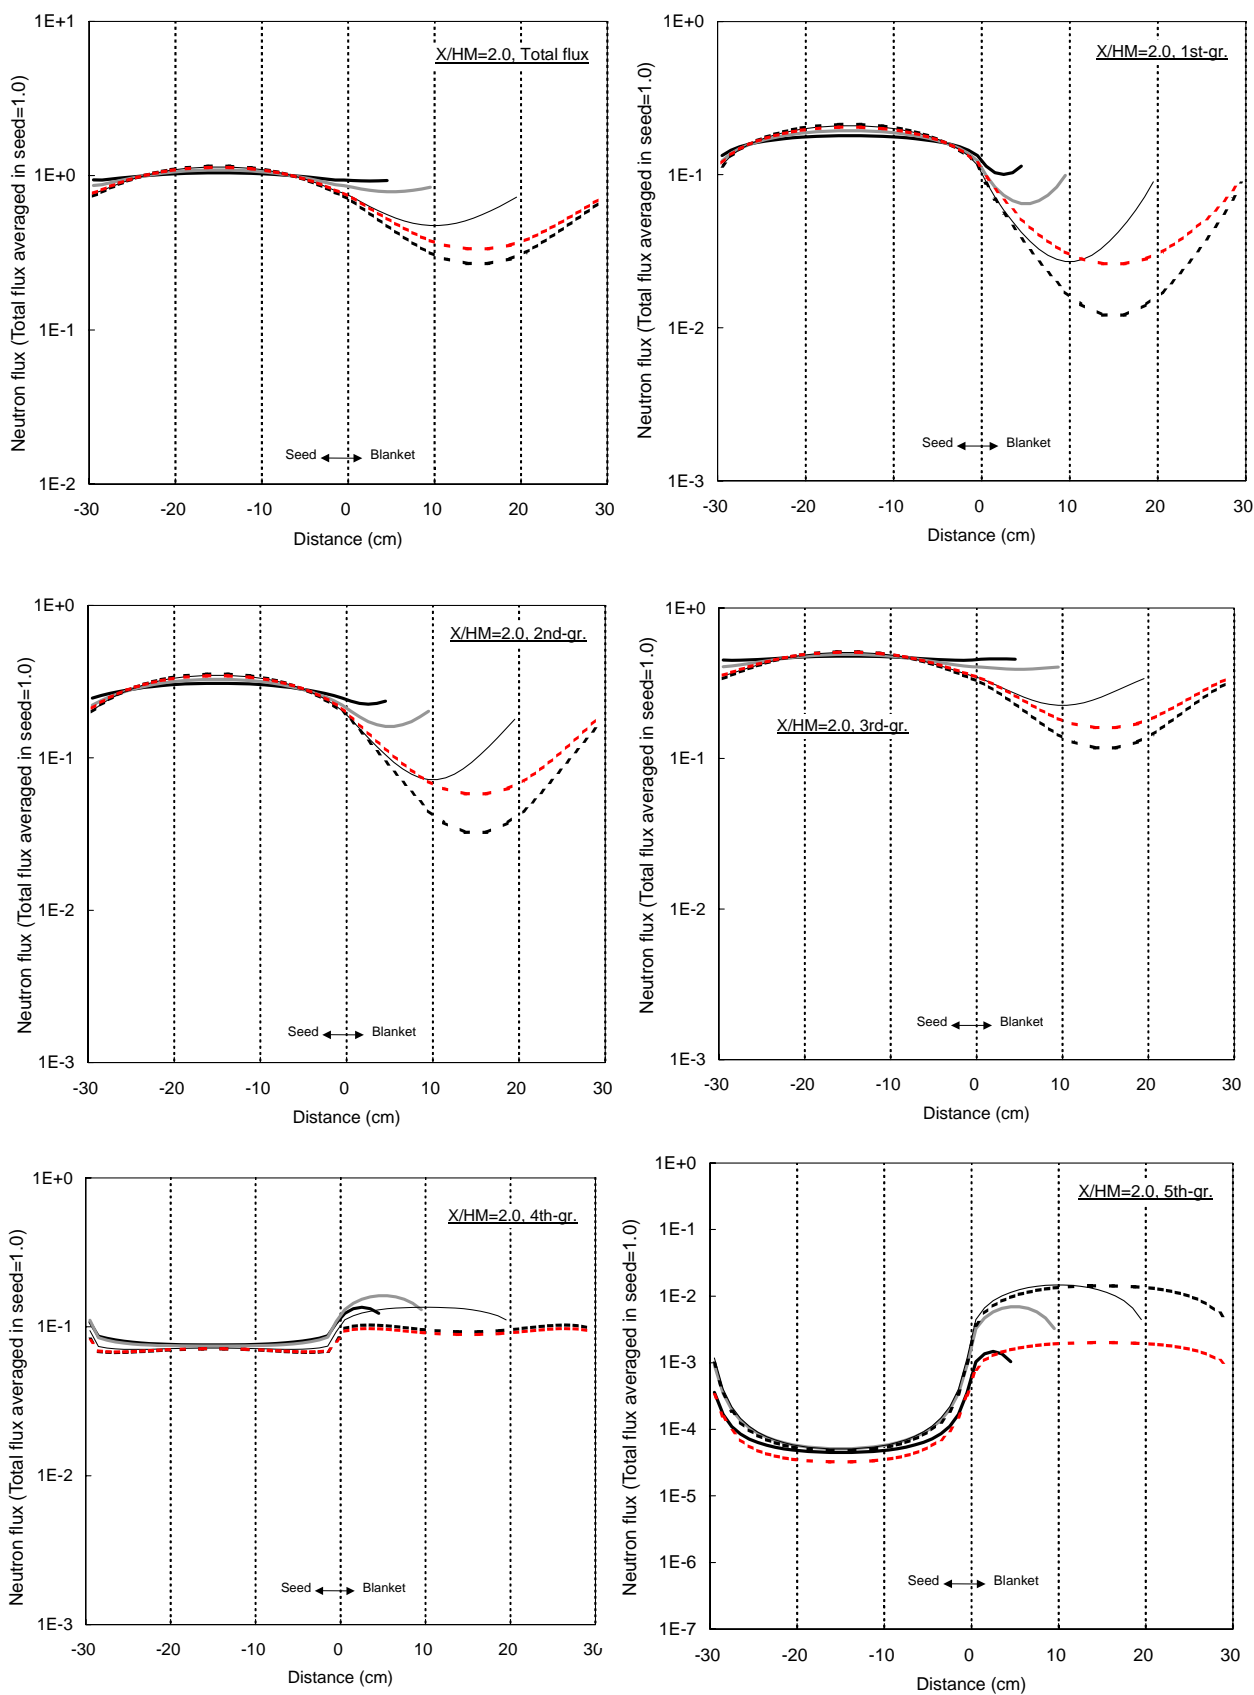 1E+1
1E+0
1E-1
1E-2
Neutron flux (Total flux averaged in seed=1.0)
X/HM=2.0, Total flux
Seed
Blanket
-30 -20 -10 0 10 20 30
Distance (cm)
1E+0
1E-1
1E-2
1E-3
Neutron flux (Total flux averaged in seed=1.0)
X/HM=2.0, 1st-gr.
Seed
Blanket
-30 -20 -10 0 10 20 30
Distance (cm)
1E+0
1E-1
1E-2
1E-3
Neutron flux (Total flux averaged in seed=1.0)
X/HM=2.0, 2nd-gr.
Seed
Blanket
-30 -20 -10 0 10 20 30
Distance (cm)
1E+0
1E-1
1E-2
1E-3
Neutron flux (Total flux averaged in seed=1.0)
X/HM=2.0, 3rd-gr.
Seed
Blanket
-30 -20 -10 0 10 20 30
Distance (cm)
1E+0
1E-1
1E-2
1E-3
Neutron flux (Total flux averaged in seed=1.0)
X/HM=2.0, 4th-gr.
Seed
Blanket
-30 -20 -10 0 10 20 30
Distance (cm)
1E+0
1E-1
1E-2
1E-3
1E-4
1E-5
1E-6
1E-7
Neutron flux (Total flux averaged in seed=1.0)
X/HM=2.0, 5th-gr.
Seed
Blanket
-30 -20 -10 0 10 20 30
Distance (cm)